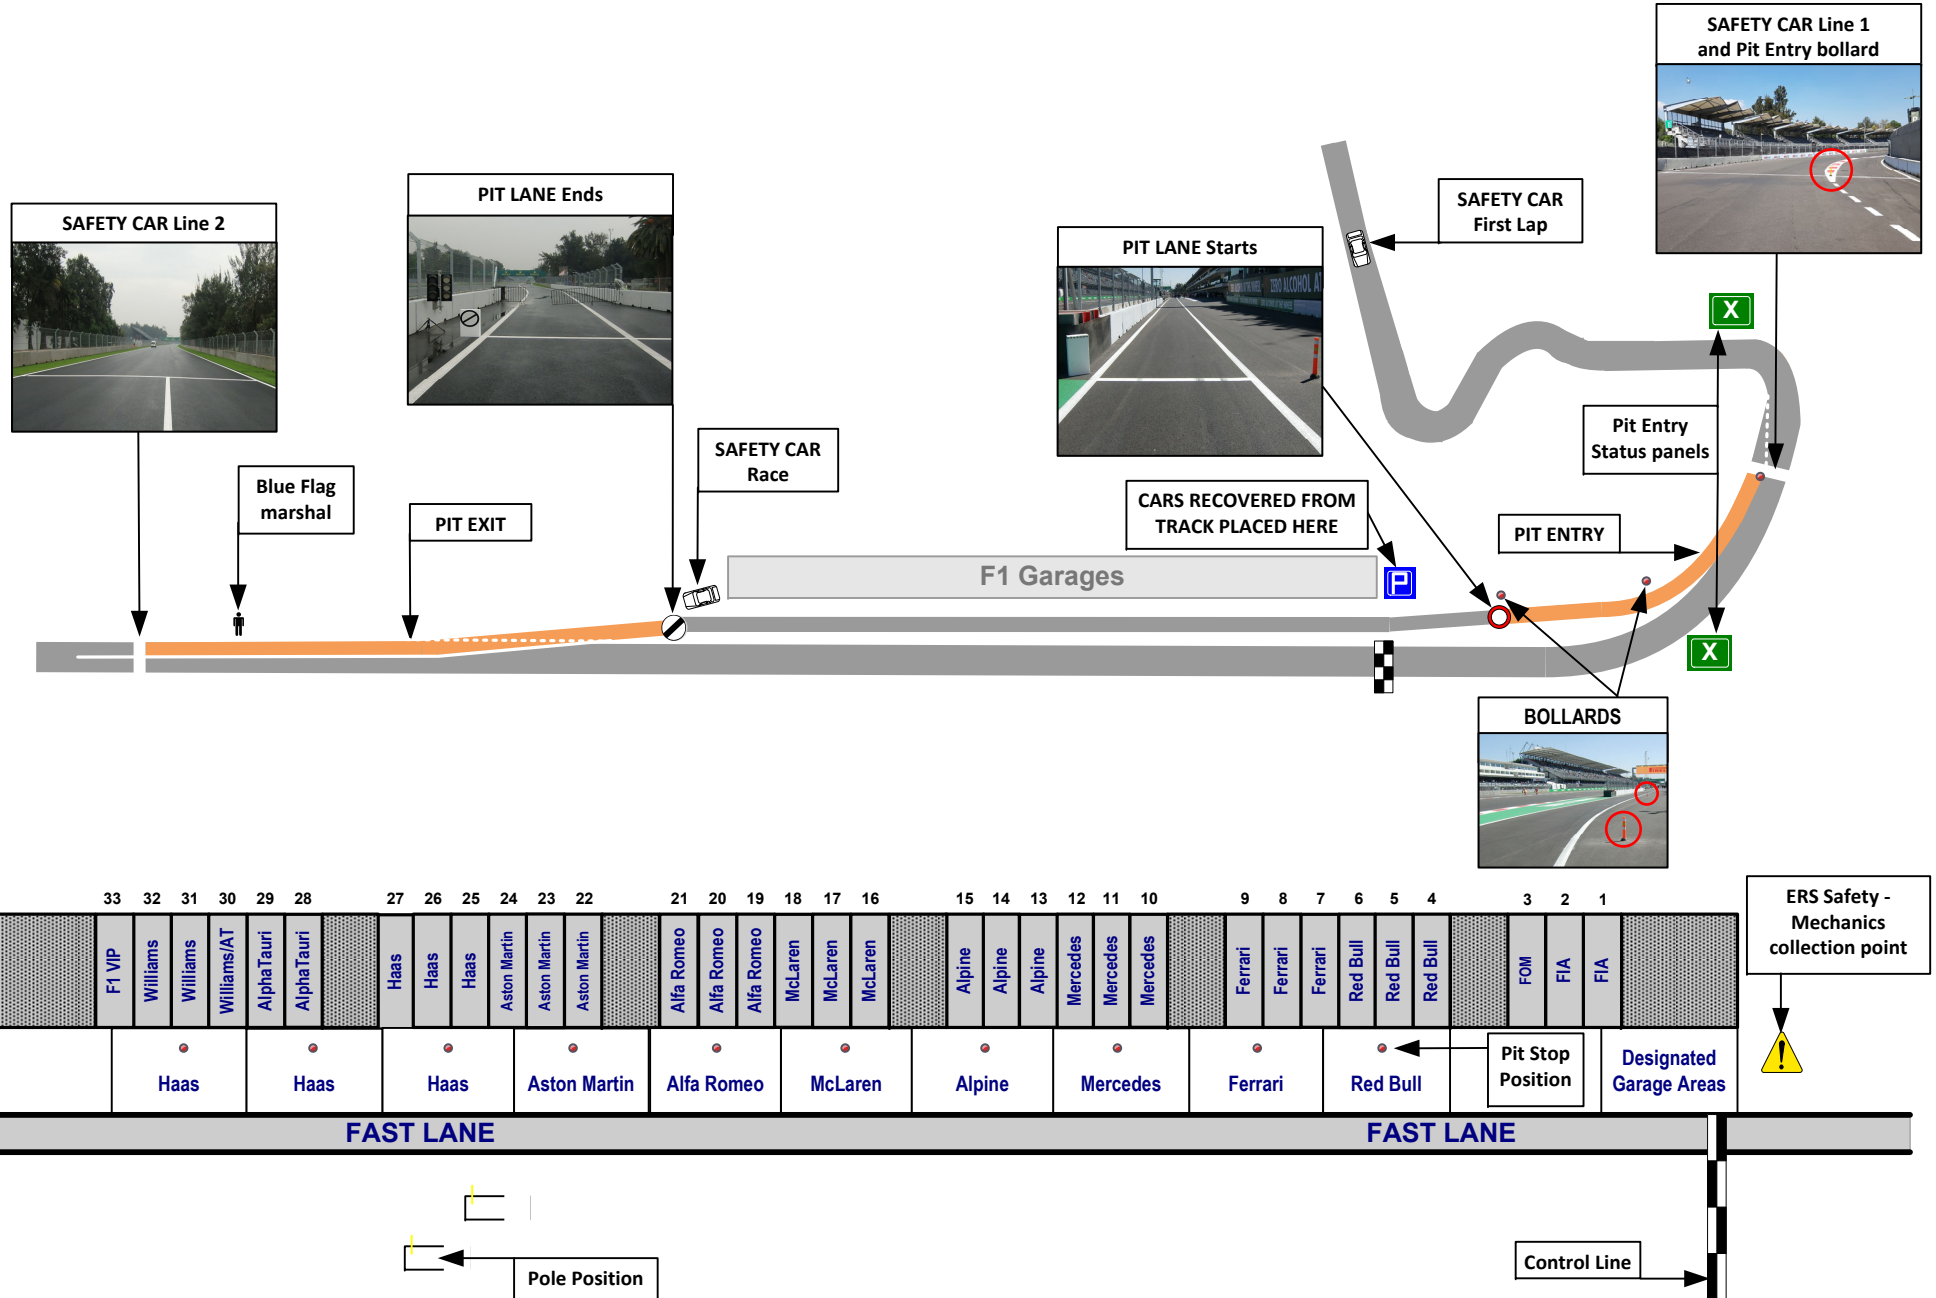 SAFETY CAR Line 1
and Pit Entry bollard
SAFETY CAR Line 2
PIT LANE Ends
PIT LANE Starts
ZERO ALCOHOL
SAFETY CAR
First Lap
X
Pit Entry
Status panels
SAFETY CAR
Race
Blue Flag
marshal
PIT EXIT
CARS RECOVERED FROM
TRACK PLACED HERE
PIT ENTRY
F1 Garages
P
X
BOLLARDS
33 32 31 30 29 28 27 26 25 24 23 22 21 20 19 18 17 16 15 14 13 12 11 10 9 8 7 6 5 4 3 2 1
F1 VIP
Williams
Williams
Williams/AT
AlphaTauri
AlphaTauri
Haas
Haas
Haas
Aston Martin
Aston Martin
Aston Martin
Alfa Romeo
Alfa Romeo
Alfa Romeo
McLaren
McLaren
McLaren
Alpine
Alpine
Alpine
Mercedes
Mercedes
Mercedes
Ferrari
Ferrari
Ferrari
Red Bull
Red Bull
Red Bull
FOM
FIA
FIA
ERS Safety -
Mechanics
collection point
Haas
Haas
Haas
Aston Martin
Alfa Romeo
McLaren
Alpine
Mercedes
Ferrari
Red Bull
Pit Stop
Position
Designated
Garage Areas
!
FAST LANE
FAST LANE
Pole Position
Control Line